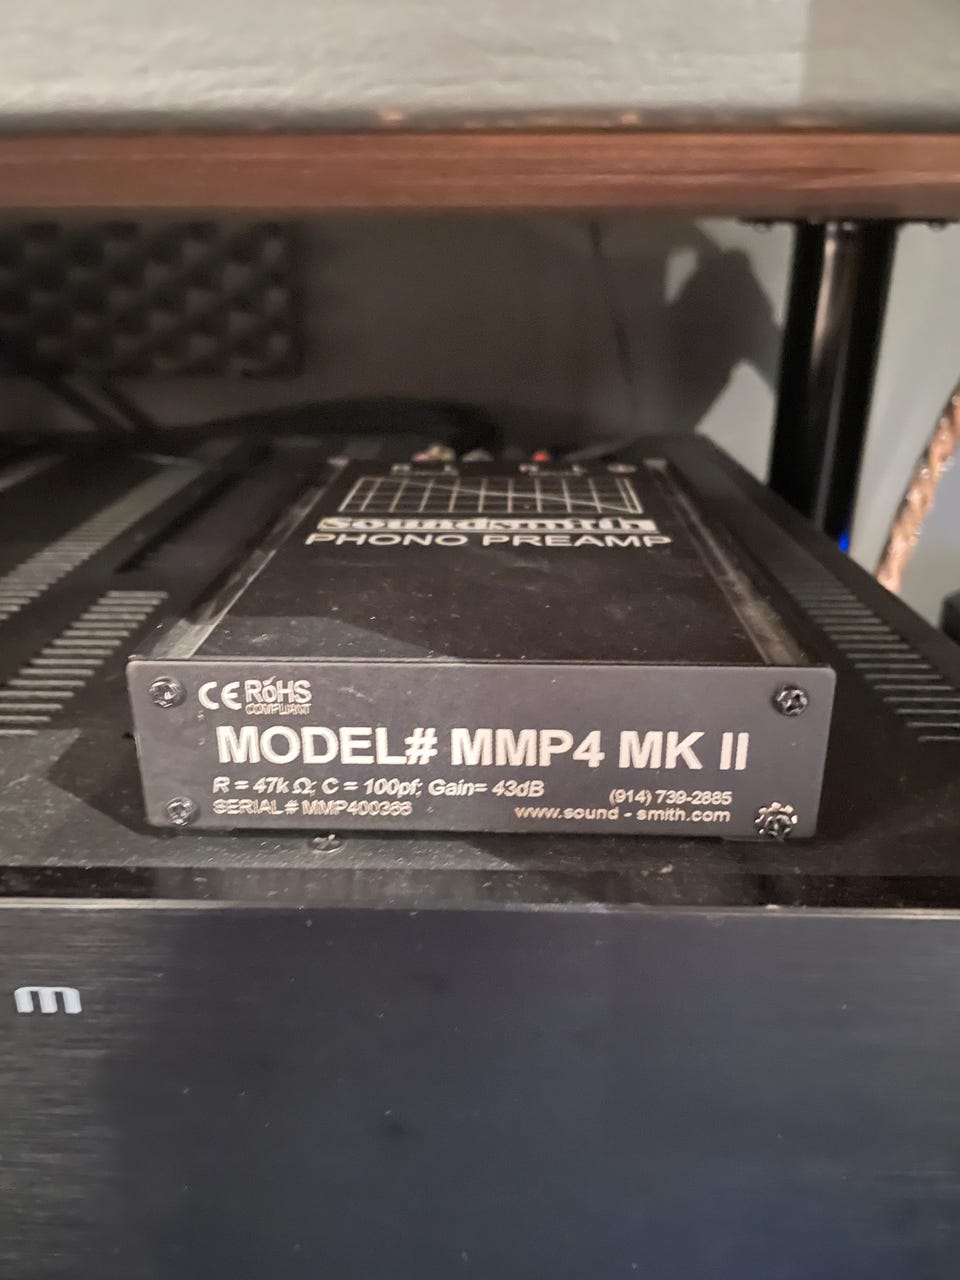 R L R L
Soundsmith
PHONO PREAMP
CE RoHS
COMPLIANT
MODEL# MMP4 MK II
R = 47k Ω; C = 100pf; Gain= 43dB
(914) 739-2885
SERIAL # MMP400366
www.sound - smith.com
m